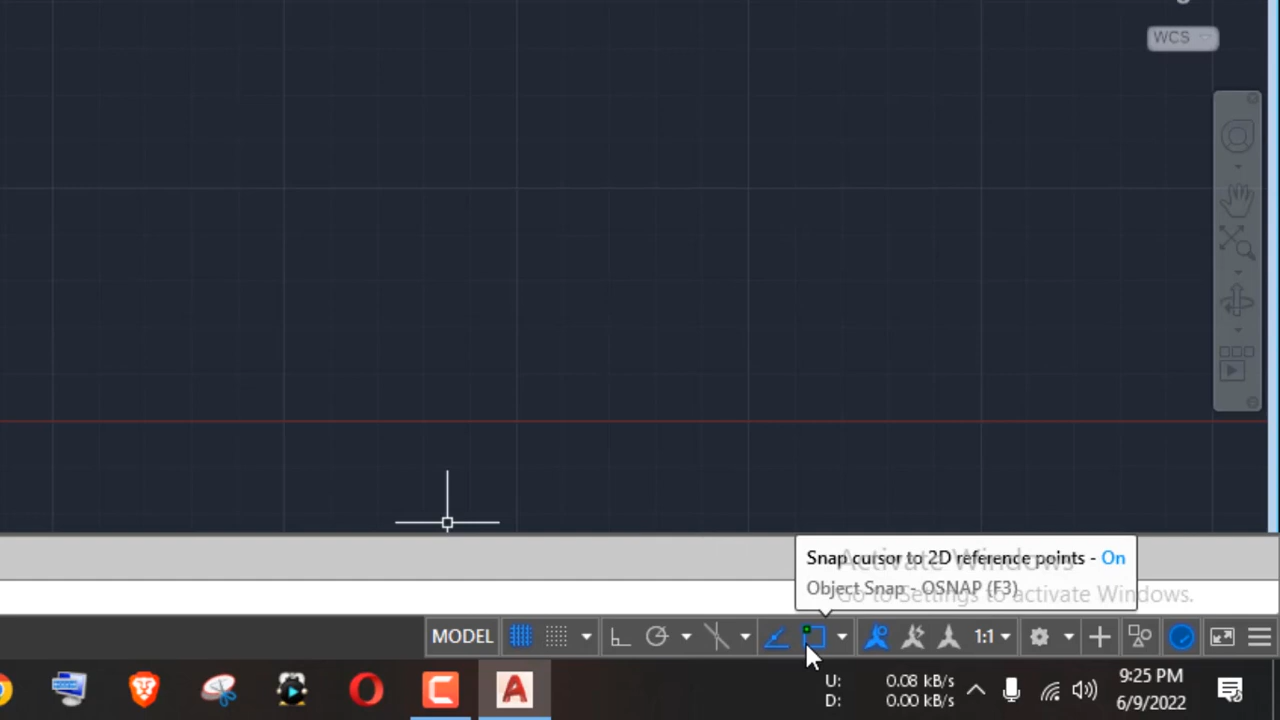 WCS
Snap cursor to 2D reference points - On
Activate Windows
Object Snap - OSNAP (F3)
Go to Settings to activate Windows.
MODEL
1:1
U: 0.08 kB/s
D: 0.00 kB/s
9:25 PM
6/9/2022